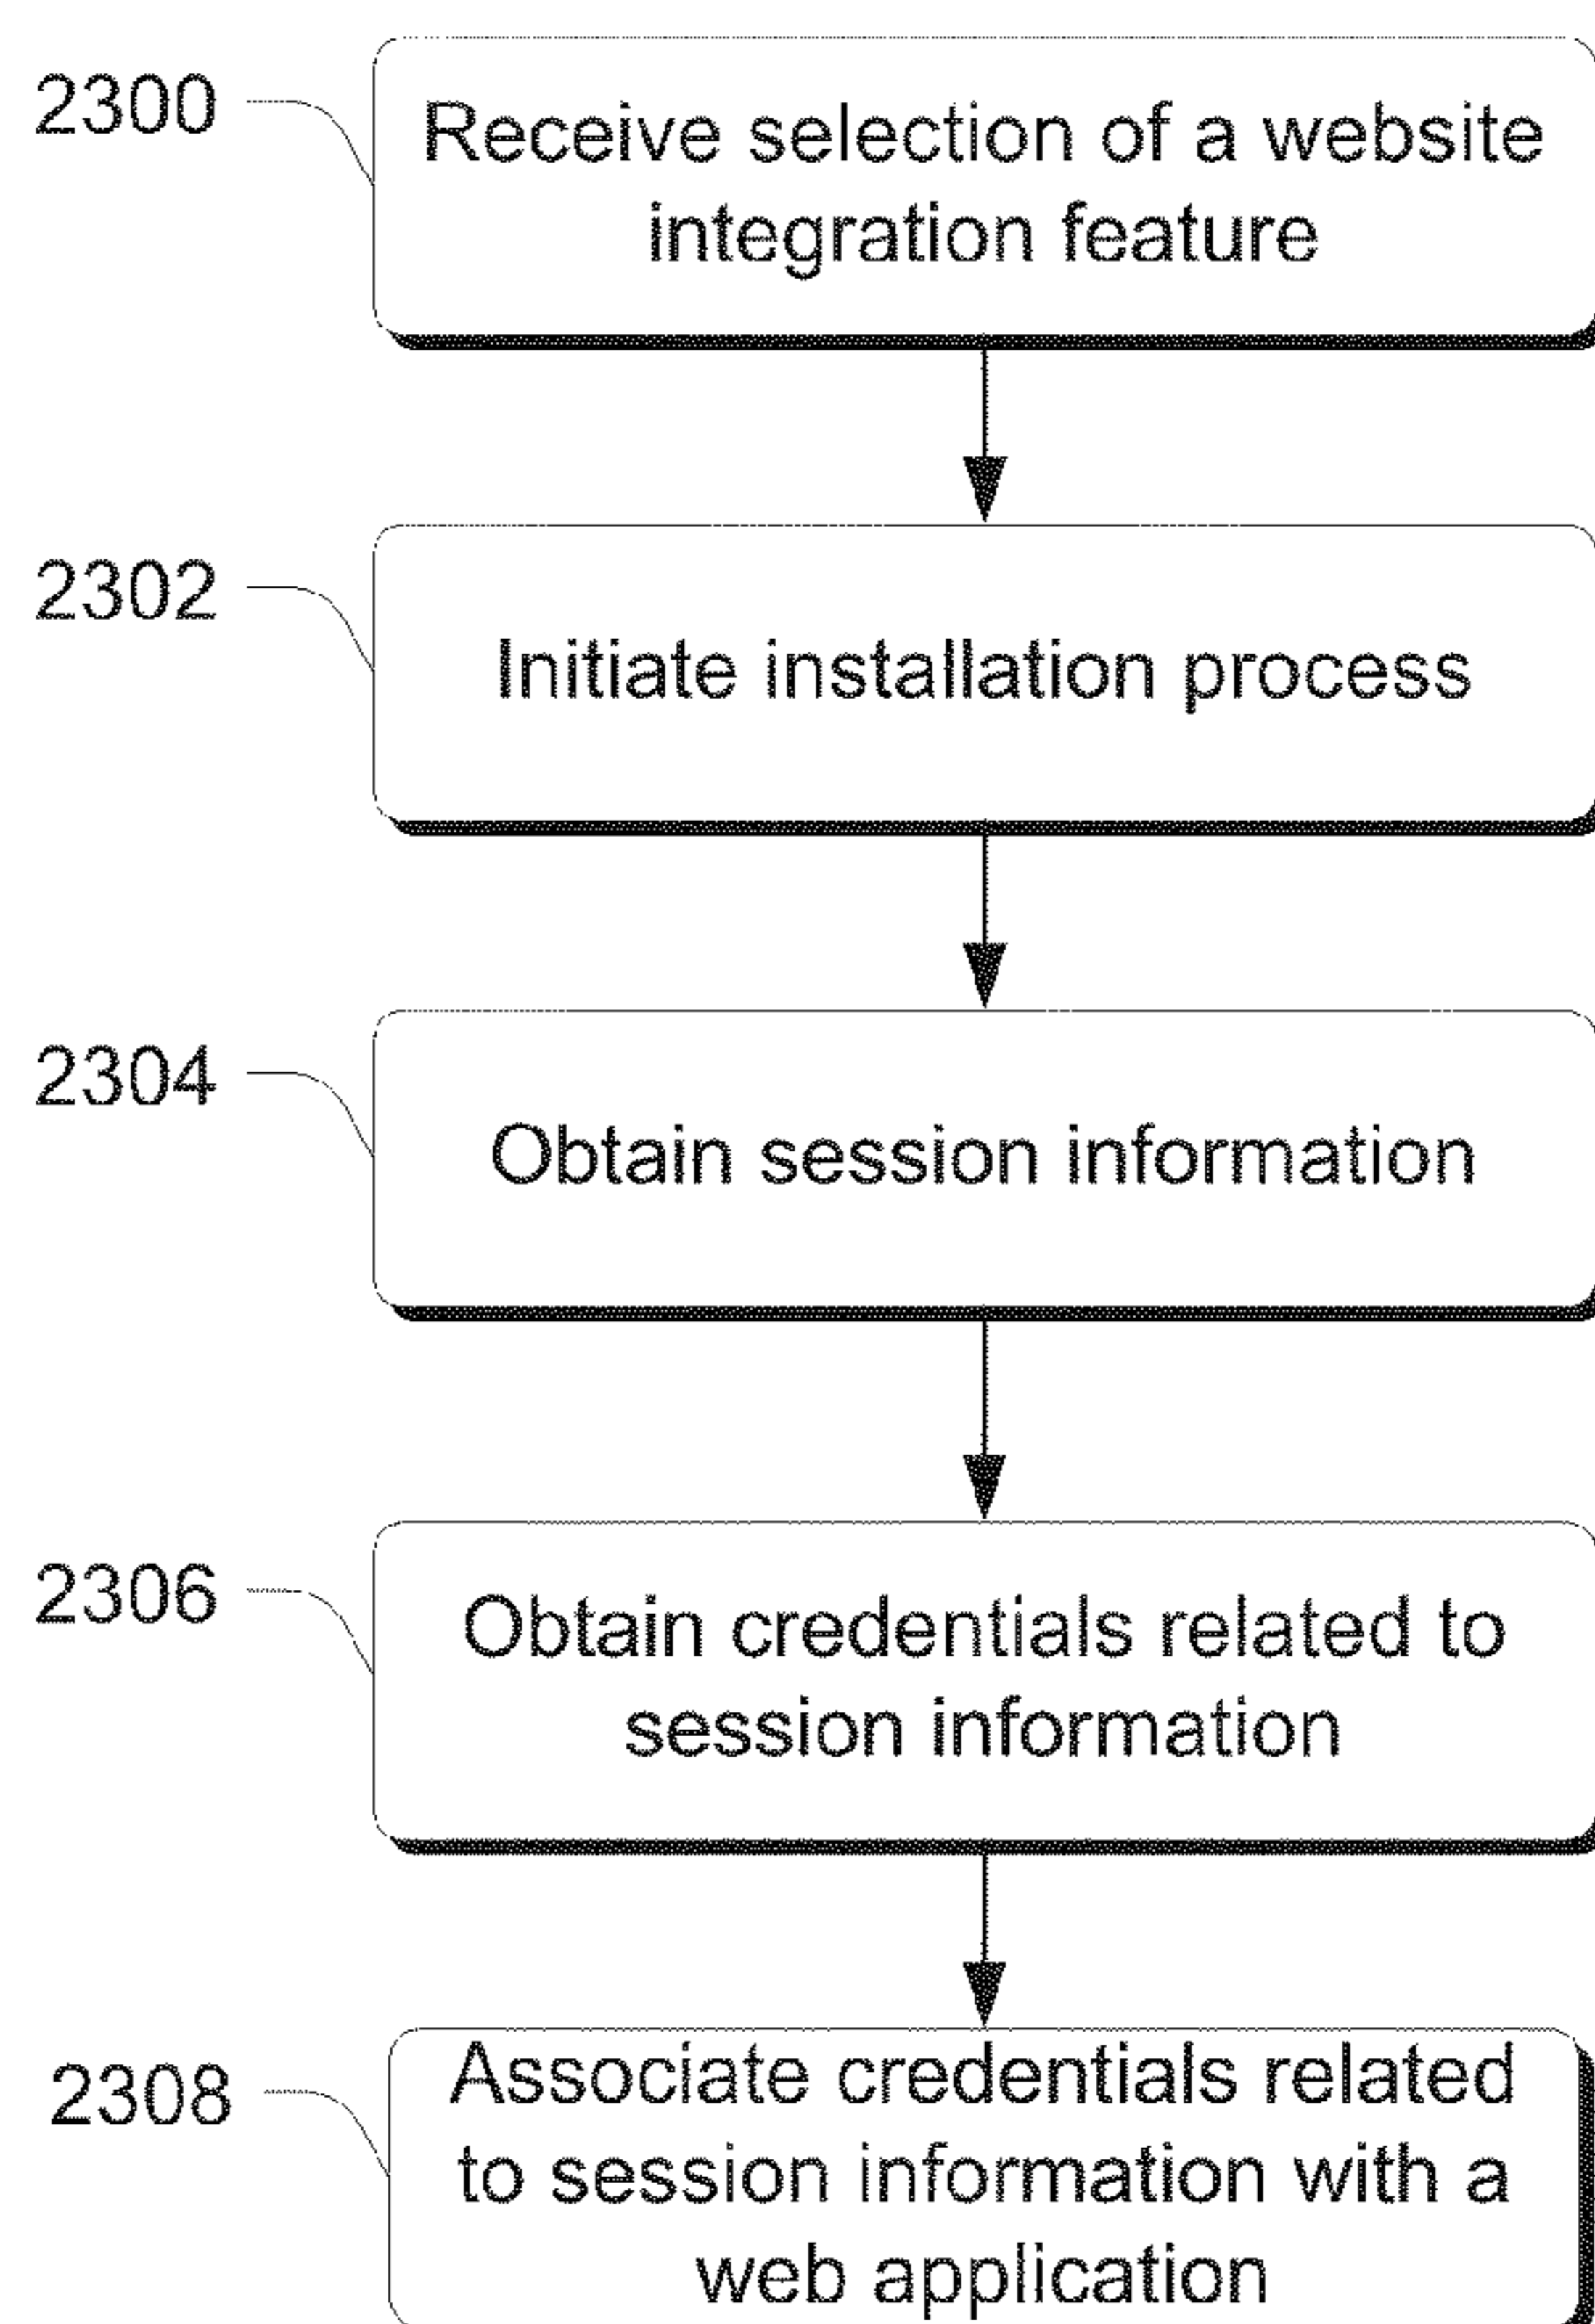 2300
Receive selection of a website
integration feature
2302
Initiate installation process
2304
Obtain session information
2306
Obtain credentials related to
session information
2308
Associate credentials related
to session information with a
web application